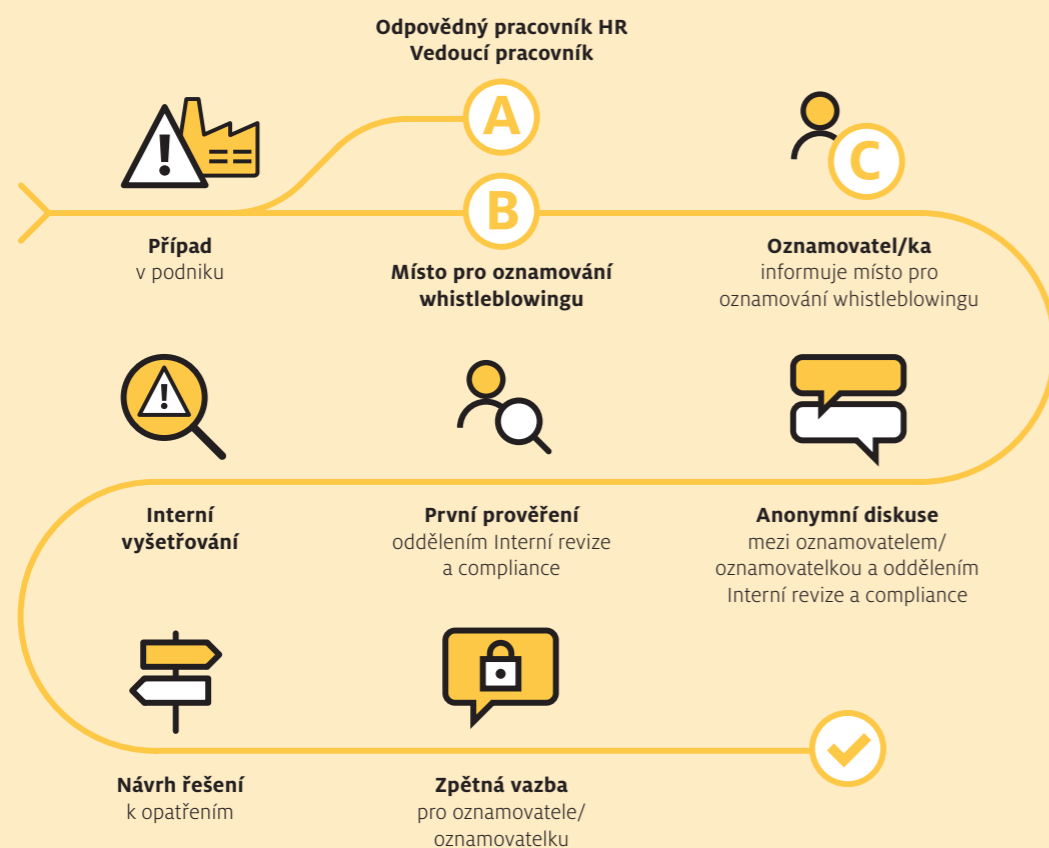 Odpovědný pracovník HR
Vedoucí pracovník
A
B
C
Případ
v podniku
Místo pro oznamování
whistleblowingu
Oznamovatel/ka
informuje místo pro
oznamování whistleblowingu
Interní
vyšetřování
První prověření
oddělením Interní revize
a compliance
Anonymní diskuse
mezi oznamovatelem/
oznamovatelkou a oddělením
Interní revize a compliance
Návrh řešení
k opatřením
Zpětná vazba
pro oznamovatele/
oznamovatelku